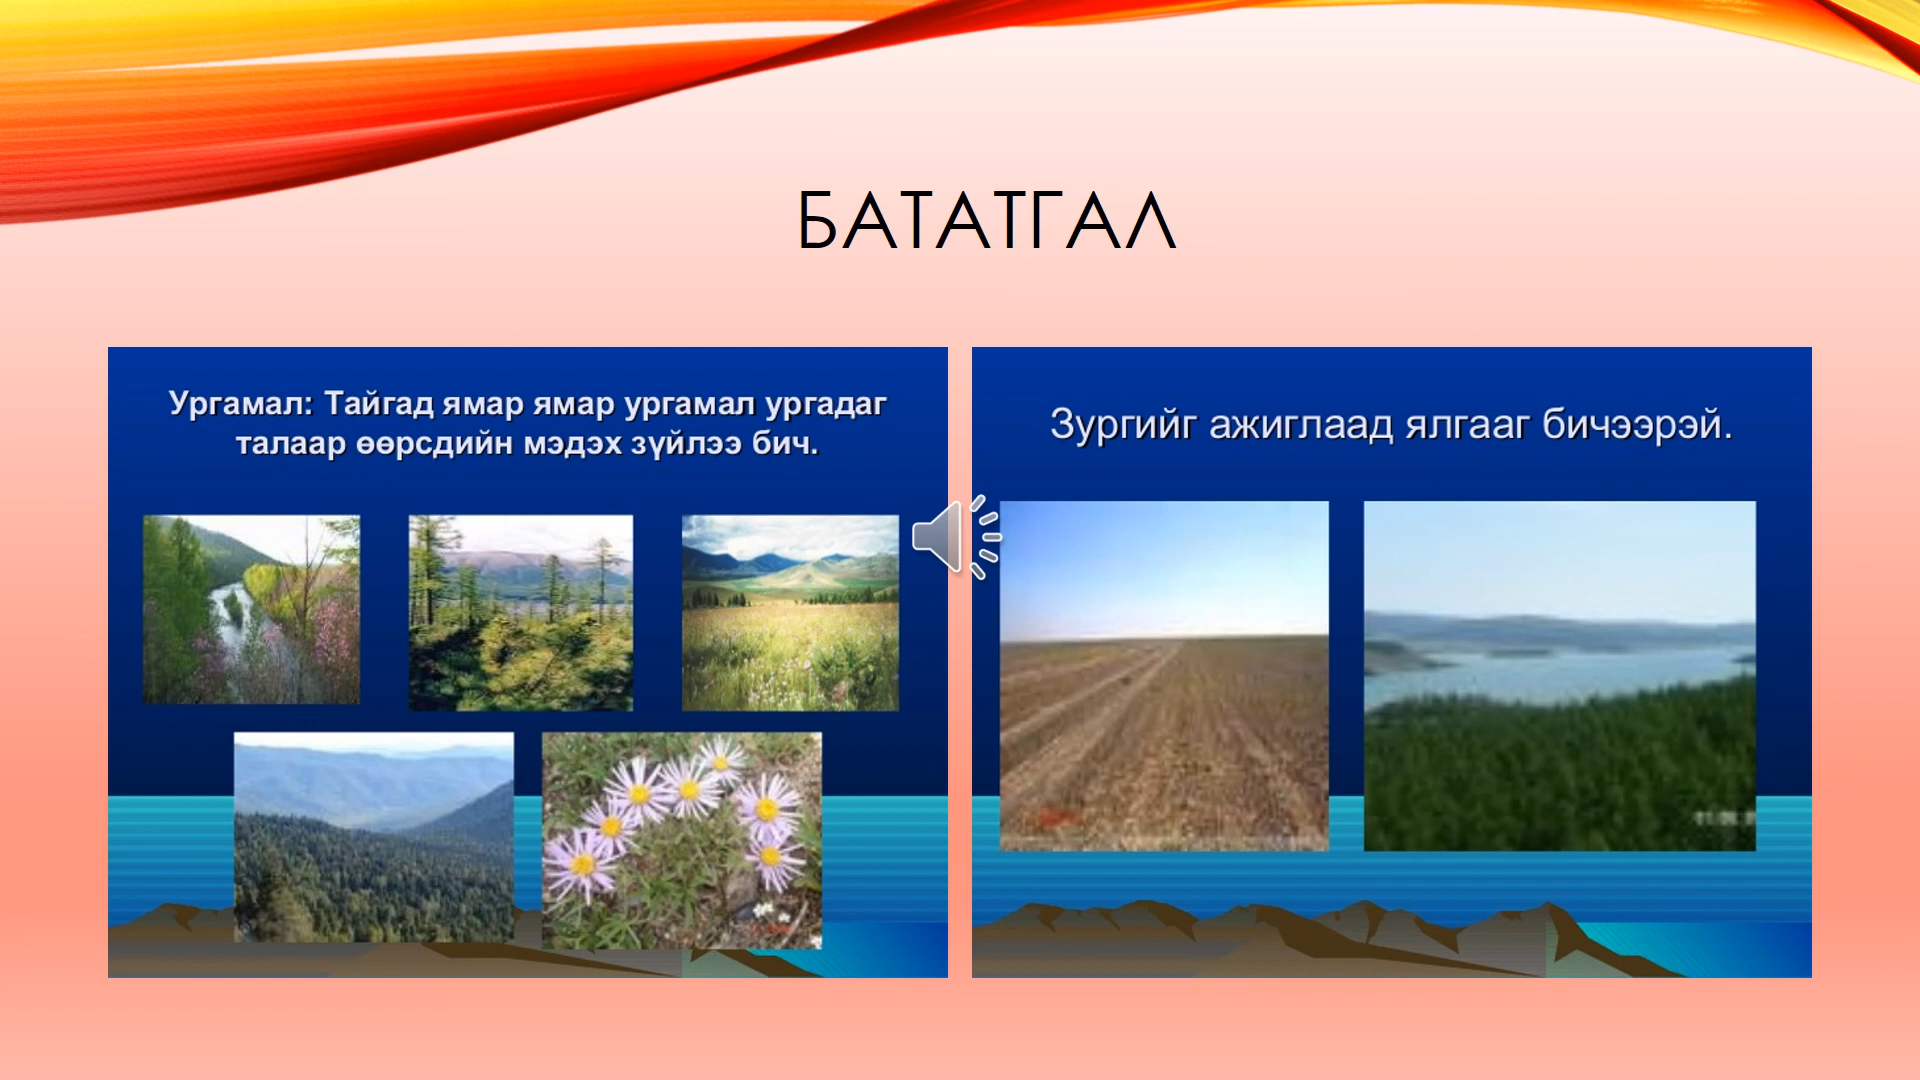 БАТАТГАЛ
Ургамал: Тайгад ямар ямар ургамал ургадаг
талаар өөрсдийн мэдэх зүйлээ бич.
Зургийг ажиглаад ялгааг бичээрэй.